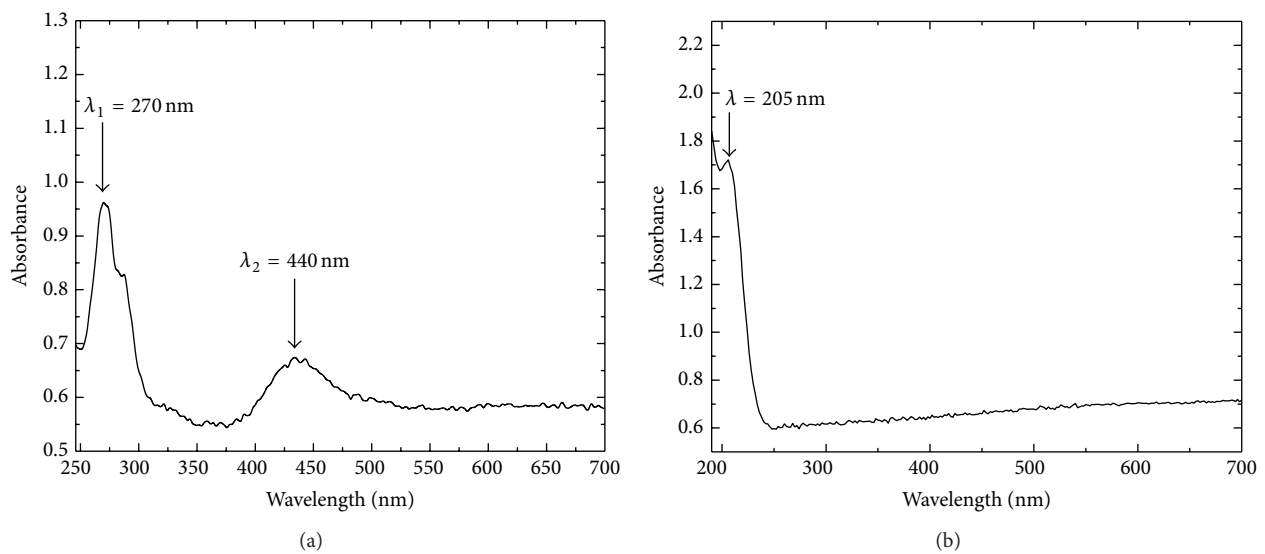 1.3
1.2
1.1
1.0
0.9
0.8
0.7
0.6
0.5
Absorbance
λ₁ = 270 nm
λ₂ = 440 nm
250 300 350 400 450 500 550 600 650 700
Wavelength (nm)
(a)
2.2
2.0
1.8
1.6
1.4
1.2
1.0
0.8
0.6
Absorbance
λ = 205 nm
200 300 400 500 600 700
Wavelength (nm)
(b)